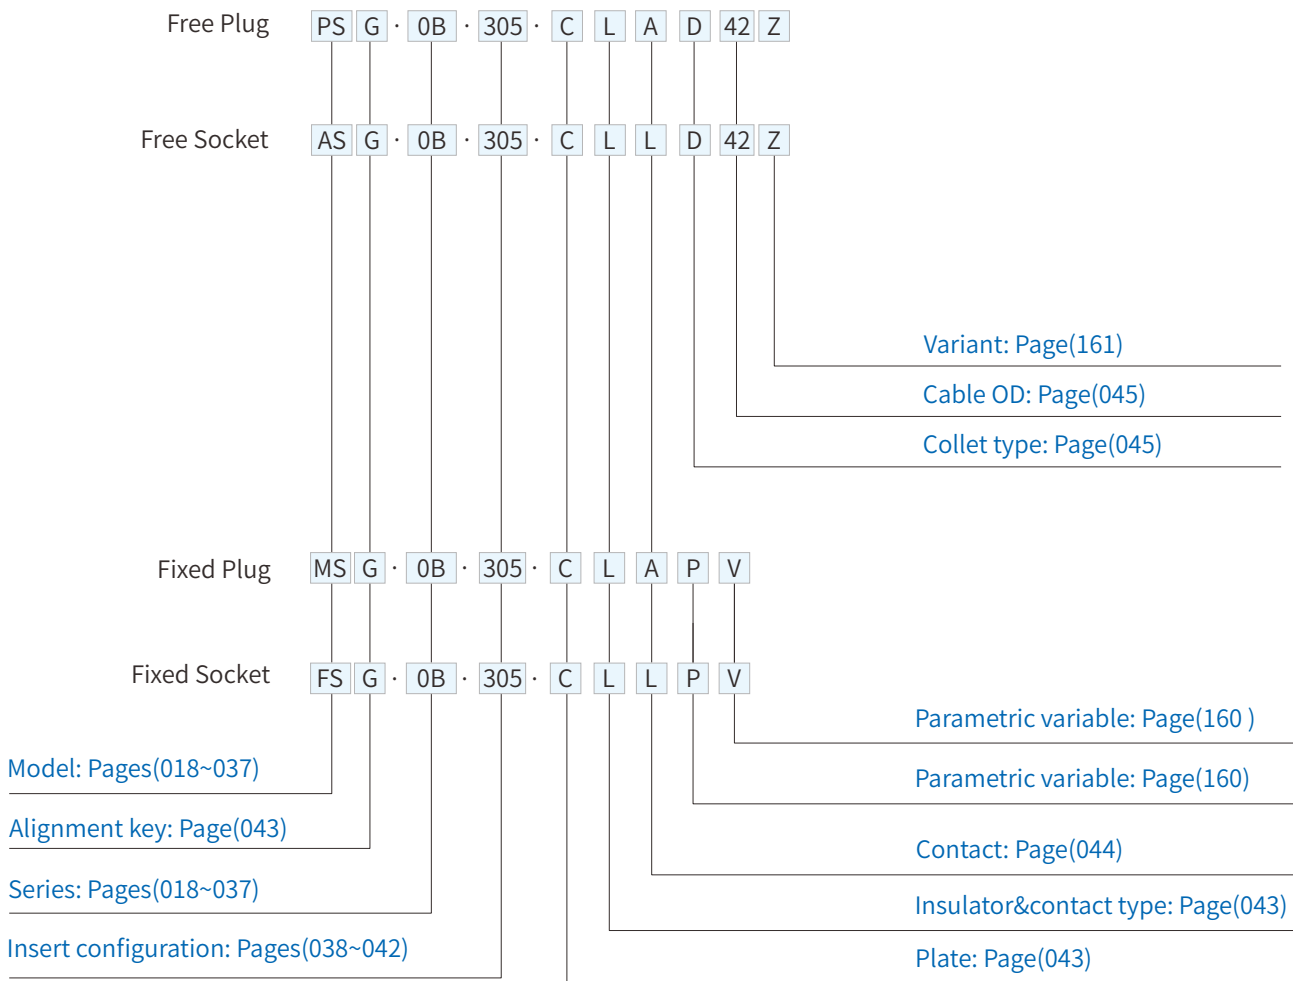 Free Plug PS G · 0B · 305 · C L A D 42 Z
Free Socket AS G · 0B · 305 · C L L D 42 Z
Variant: Page(161)
Cable OD: Page(045)
Collet type: Page(045)
Fixed Plug MS G · 0B · 305 · C L A P V
Fixed Socket FS G · 0B · 305 · C L L P V
Parametric variable: Page(160 )
Model: Pages(018~037)
Parametric variable: Page(160)
Alignment key: Page(043)
Contact: Page(044)
Series: Pages(018~037)
Insulator&contact type: Page(043)
Insert configuration: Pages(038~042)
Plate: Page(043)